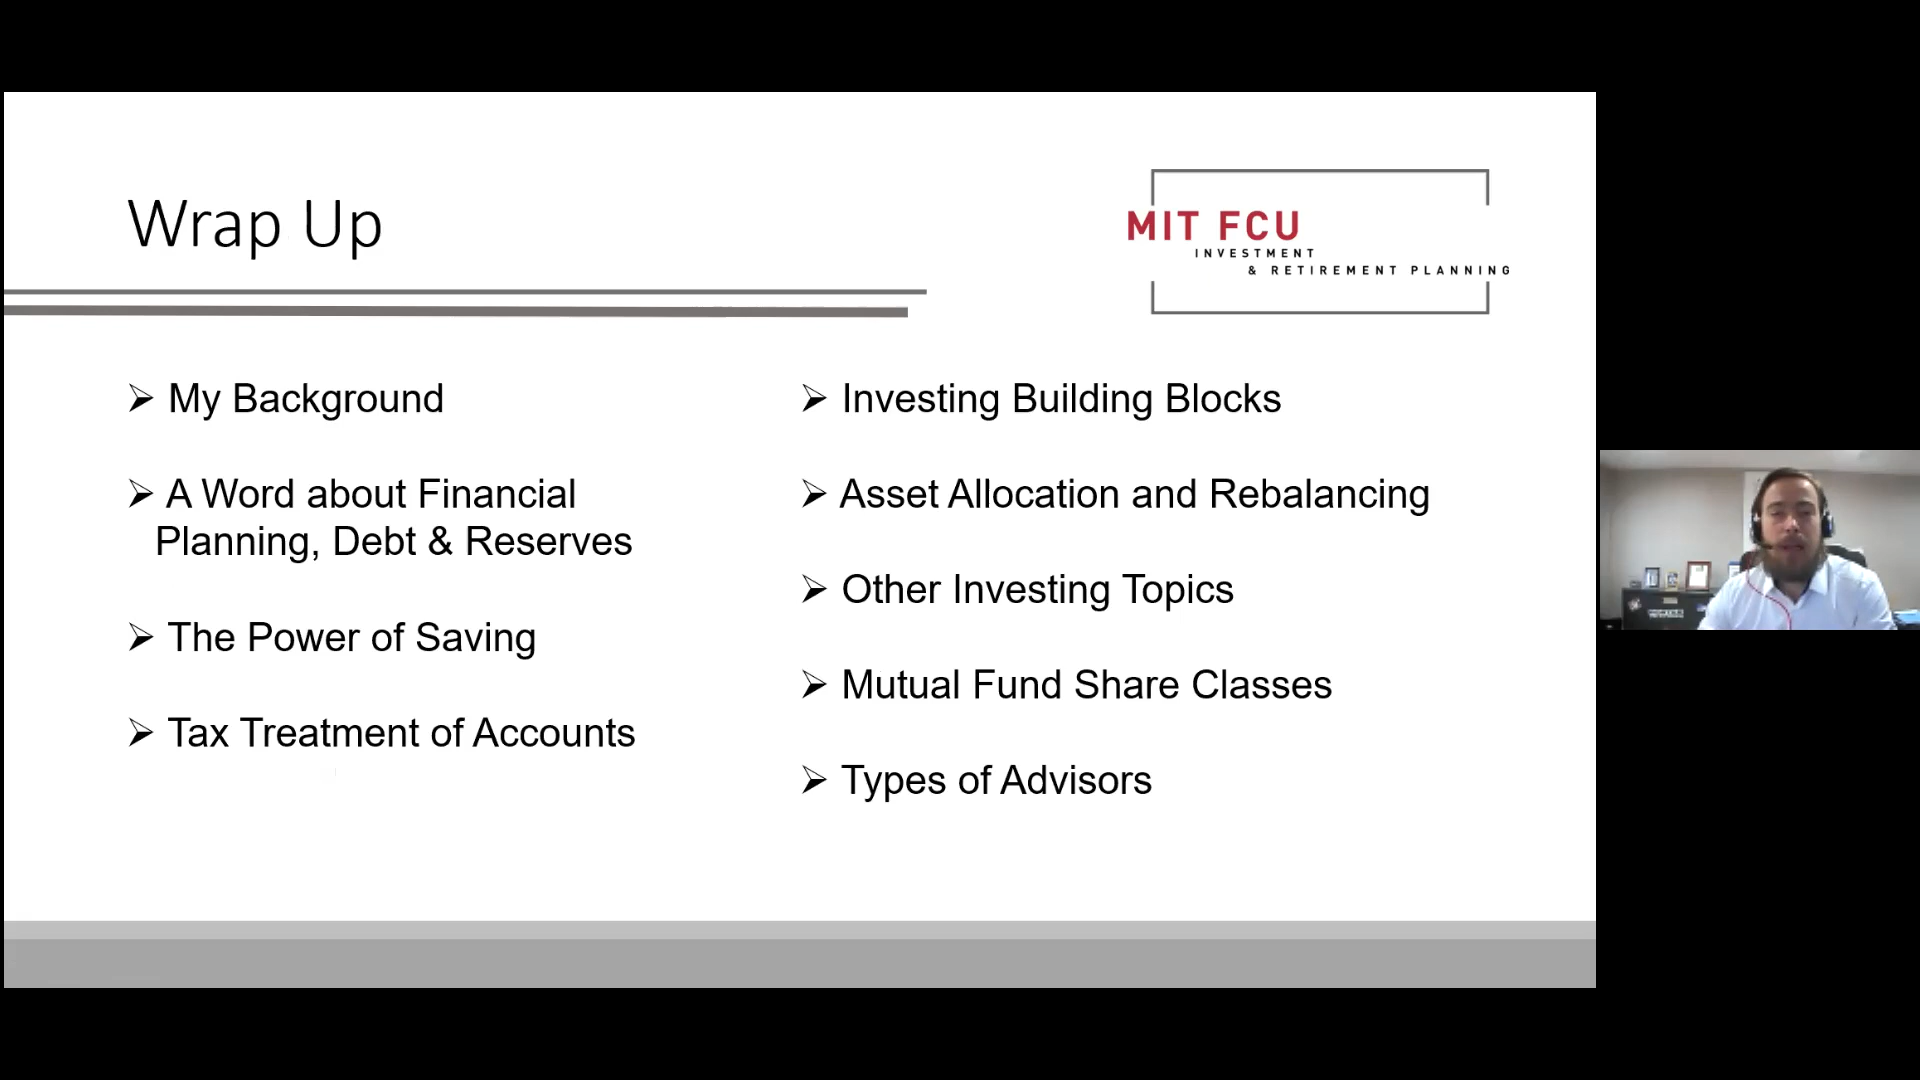 Wrap Up
MIT FCU
INVESTMENT
& RETIREMENT PLANNING
➢ My Background
➢ A Word about Financial
Planning, Debt & Reserves
➢ The Power of Saving
➢ Tax Treatment of Accounts
➢ Investing Building Blocks
➢ Asset Allocation and Rebalancing
➢ Other Investing Topics
➢ Mutual Fund Share Classes
➢ Types of Advisors